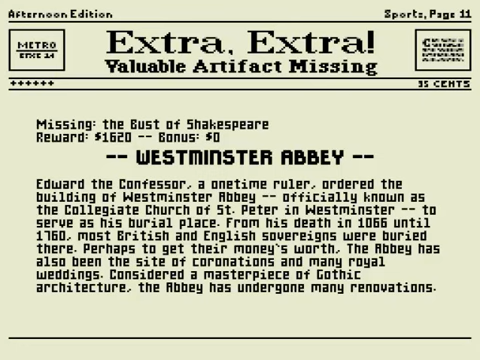 Afternoon Edition
Sports, Page 11
METRO
Extra, Extra!
Valuable Artifact Missing
++++++
35 CENTS
Missing: the Bust of Shakespeare
Reward: $1620 -- Bonus: $0
-- WESTMINSTER ABBEY --
Edward the Confessor, a onetime ruler, ordered the
building of Westminster Abbey -- officially known as
the Collegiate Church of St. Peter in Westminster -- to
serve as his burial place. From his death in 1066 until
1760, most British and English sovereigns were buried
there. Perhaps to get their money`s worth, The Abbey has
also been the site of coronations and many royal
weddings. Considered a masterpiece of Gothic
architecture, the Abbey has undergone many renovations.